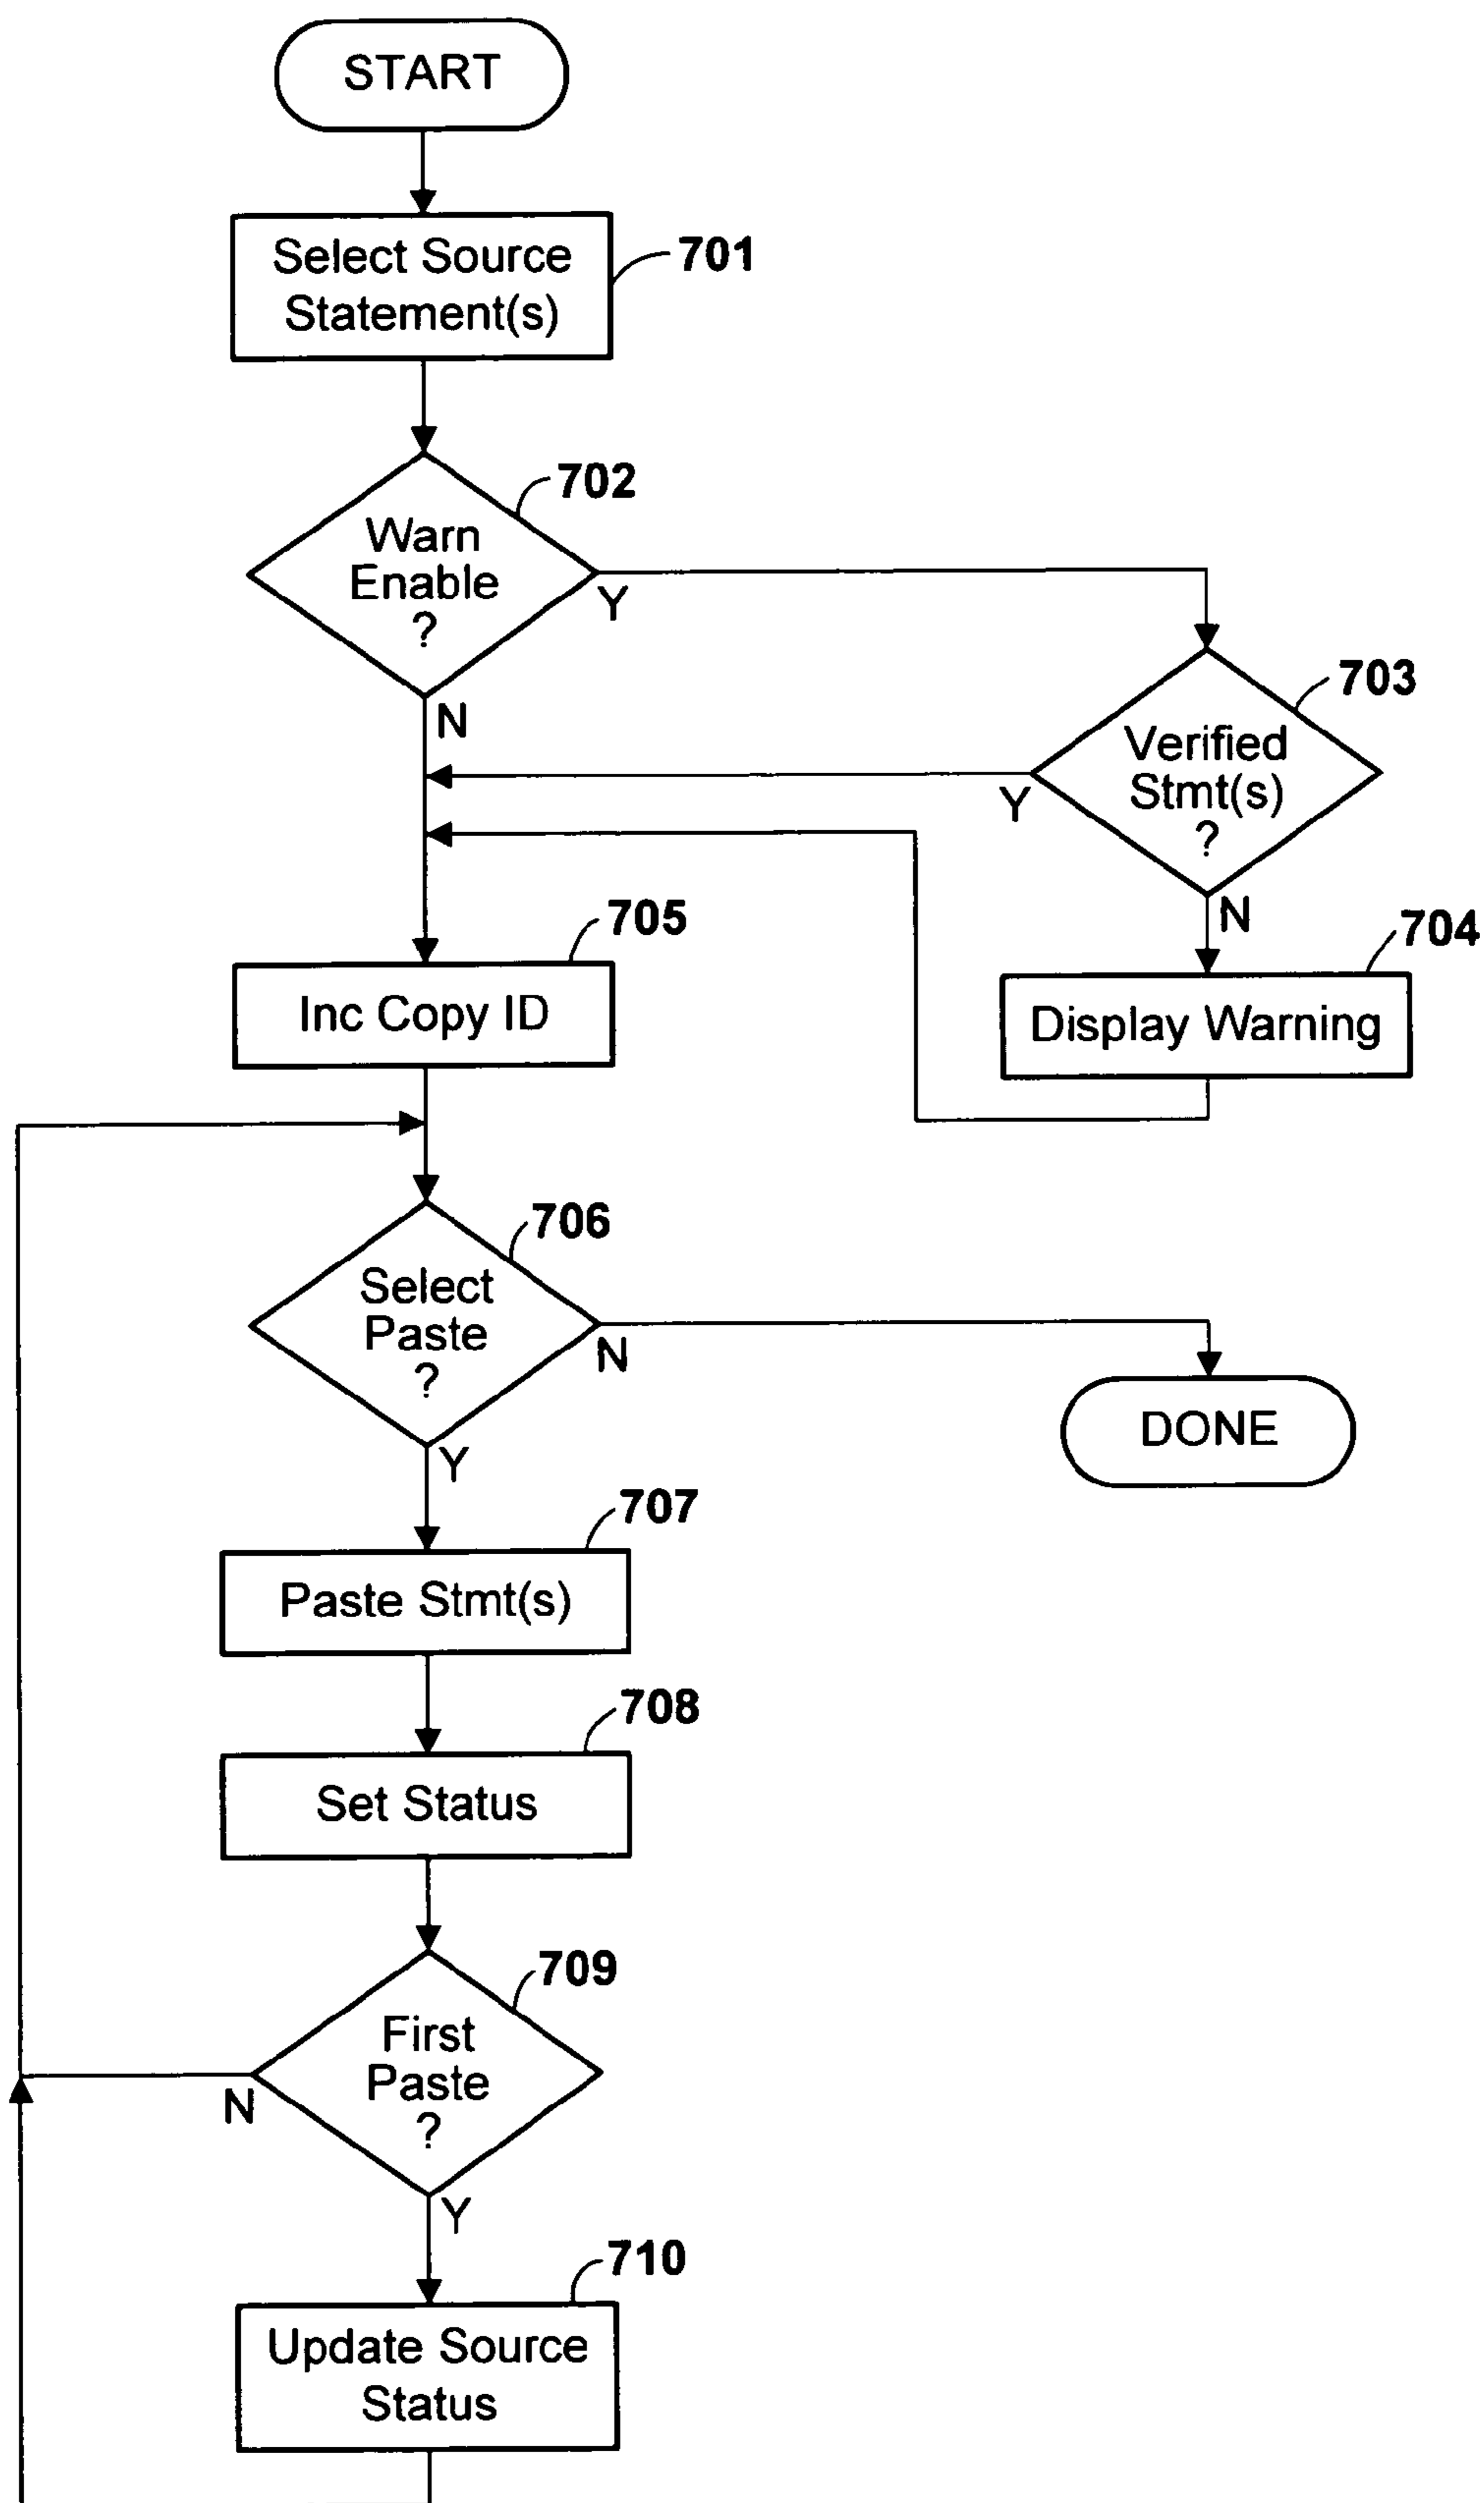 START
Select Source
Statement(s)
701
702
Warn
Enable
?
Y
N
703
Verified
Stmt(s)
?
Y
N
704
Display Warning
705
Inc Copy ID
706
Select
Paste
?
N
Y
DONE
707
Paste Stmt(s)
708
Set Status
709
First
Paste
?
N
Y
710
Update Source
Status